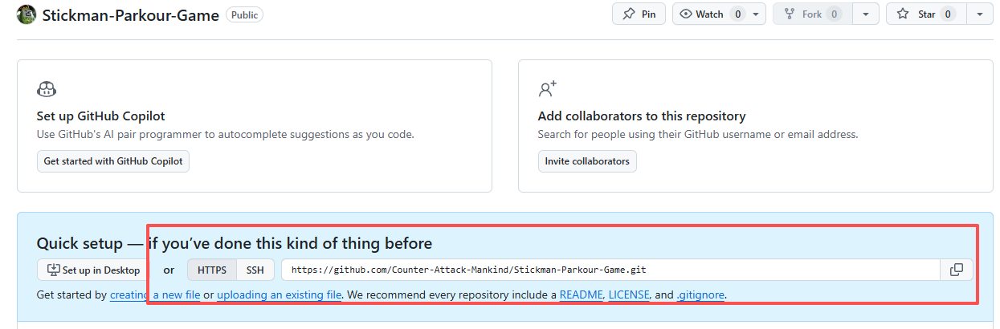 Stickman-Parkour-Game Public Pin Watch 0 Fork 0 Star 0
Set up GitHub Copilot
Use GitHub's AI pair programmer to autocomplete suggestions as you code.
Get started with GitHub Copilot
Add collaborators to this repository
Search for people using their GitHub username or email address.
Invite collaborators
Quick setup — if you’ve done this kind of thing before
Set up in Desktop or HTTPS SSH https://github.com/Counter-Attack-Mankind/Stickman-Parkour-Game.git
Get started by creating a new file or uploading an existing file. We recommend every repository include a README, LICENSE, and .gitignore.